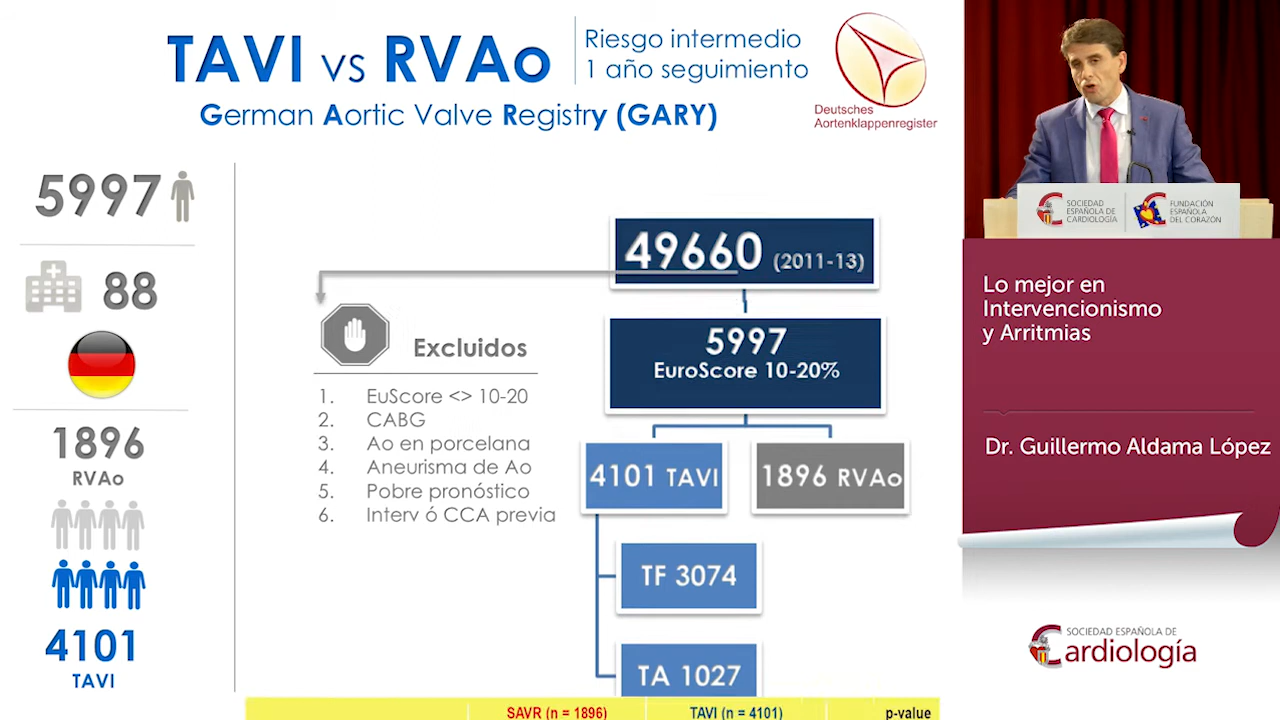 TAVI vs RVAo
Riesgo intermedio
1 año seguimiento
German Aortic Valve Registry (GARY)
Deutsches
Aortenklappenregister
5997
88
1896
RVAo
4101
TAVI
49660 (2011-13)
5997
EuroScore 10-20%
Excluidos
1. EuScore <> 10-20
2. CABG
3. Ao en porcelana
4. Aneurisma de Ao
5. Pobre pronóstico
6. Interv ó CCA previa
4101 TAVI
1896 RVAo
TF 3074
TA 1027
SAVR (n = 1896) TAVI (n = 4101) p-value
SOCIEDAD
ESPAÑOLA DE
CARDIOLOGÍA
FUNDACIÓN
ESPAÑOLA
DEL CORAZÓN
Lo mejor en
Intervencionismo
y Arritmias
Dr. Guillermo Aldama López
SOCIEDAD ESPAÑOLA DE
Cardiología